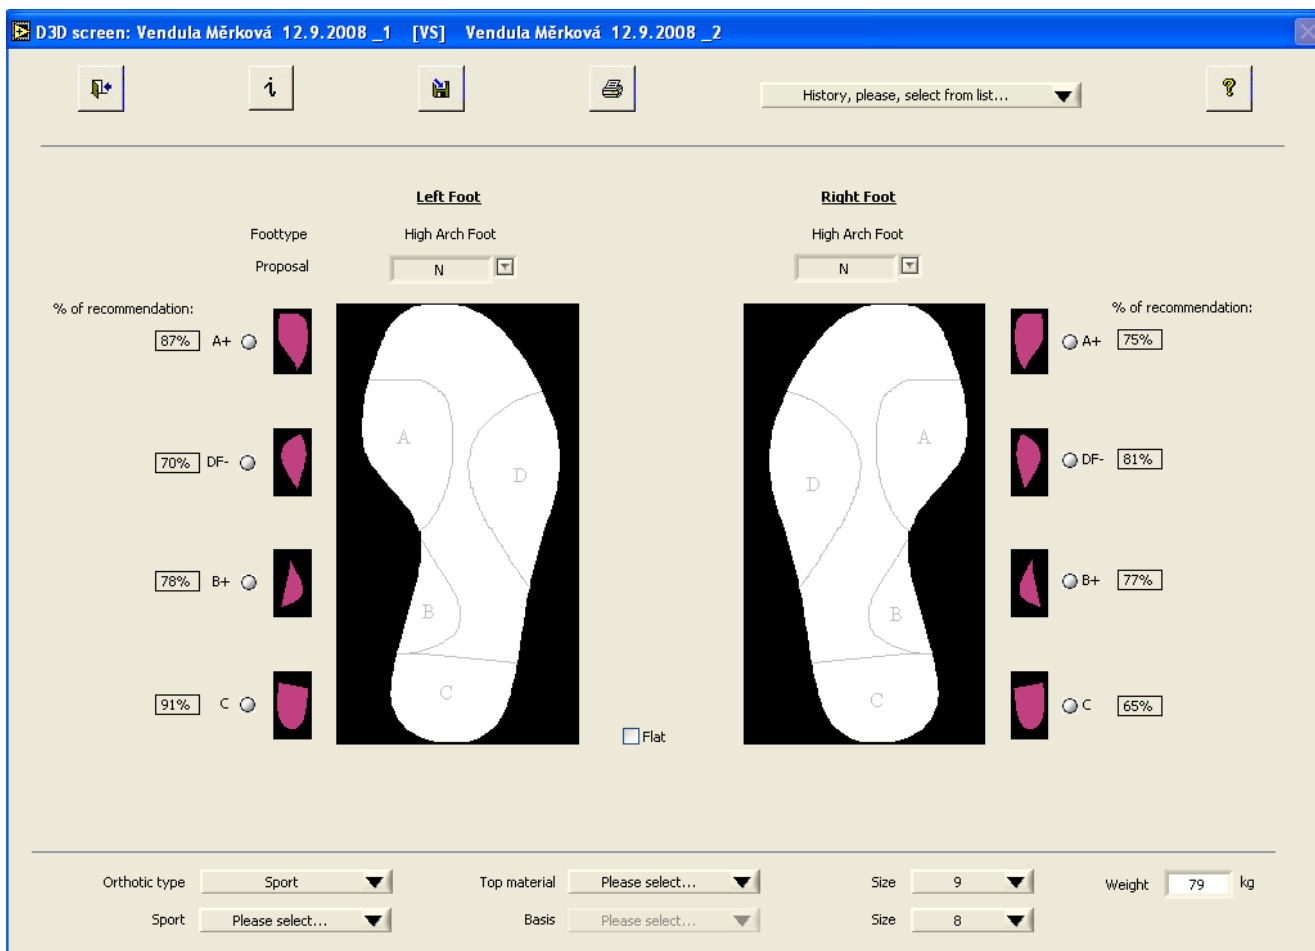 D3D screen: Vendula Měrková 12.9.2008 _1 [VS] Vendula Měrková 12.9.2008 _2
i
History, please, select from list...
?
Left Foot Right Foot
Foottype High Arch Foot High Arch Foot
Proposal N N
% of recommendation: % of recommendation:
87% A+ A+ 75%
A A
70% DF- DF- 81%
D D
78% B+ B+ 77%
B B
91% C C 65%
C C
Flat
Orthotic type Sport Top material Please select... Size 9 Weight 79 kg
Sport Please select... Basis Please select... Size 8